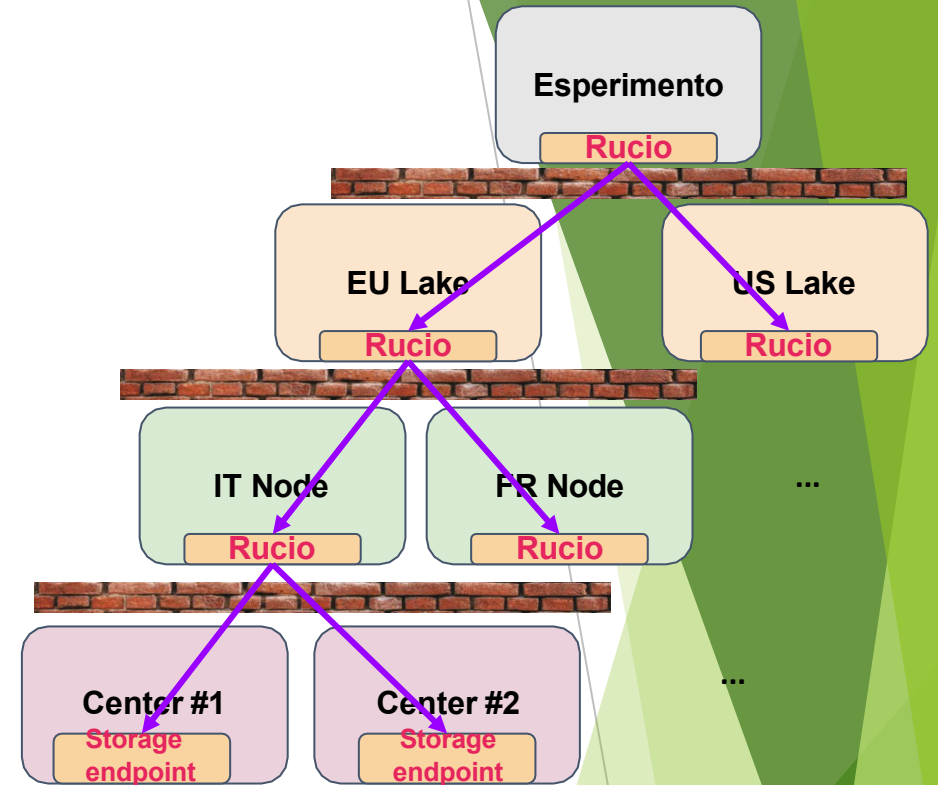 Esperimento
Rucio
EU Lake
US Lake
Rucio
Rucio
IT Node
FR Node
...
Rucio
Rucio
Center #1
Center #2
...
Storage
endpoint
Storage
endpoint